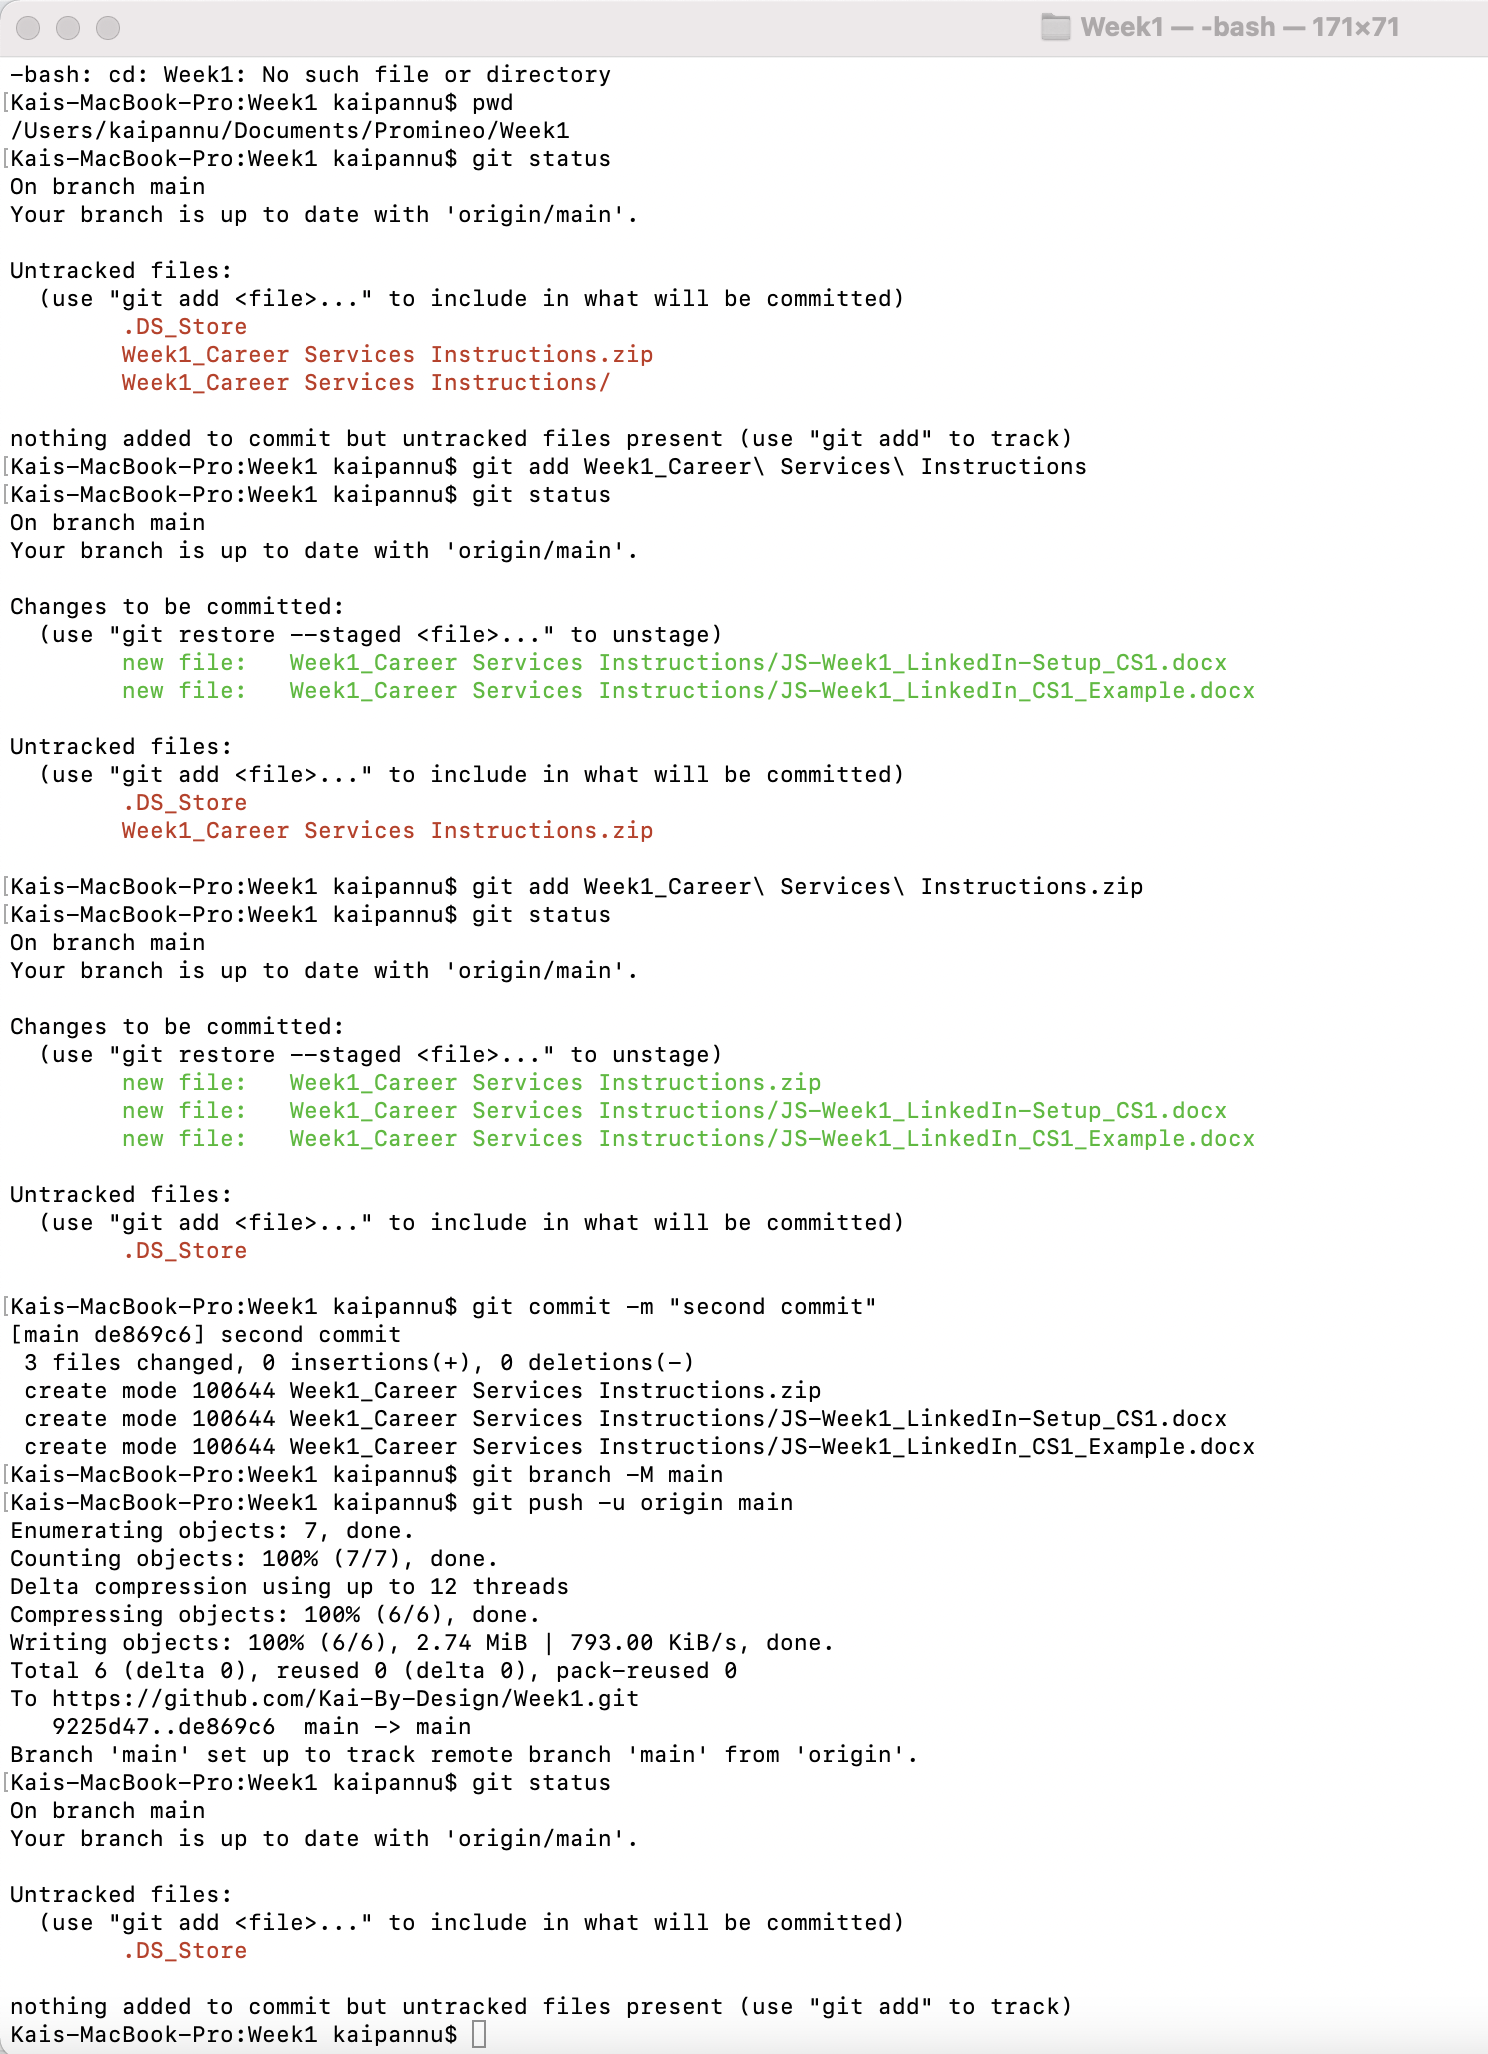 Week1 — -bash — 171×71
-bash: cd: Week1: No such file or directory
[Kais-MacBook-Pro:Week1 kaipannu$ pwd
/Users/kaipannu/Documents/Promineo/Week1
[Kais-MacBook-Pro:Week1 kaipannu$ git status
On branch main
Your branch is up to date with 'origin/main'.

Untracked files:
  (use "git add <file>..." to include in what will be committed)
        .DS_Store
        Week1_Career Services Instructions.zip
        Week1_Career Services Instructions/

nothing added to commit but untracked files present (use "git add" to track)
[Kais-MacBook-Pro:Week1 kaipannu$ git add Week1_Career\ Services\ Instructions
[Kais-MacBook-Pro:Week1 kaipannu$ git status
On branch main
Your branch is up to date with 'origin/main'.

Changes to be committed:
  (use "git restore --staged <file>..." to unstage)
        new file:   Week1_Career Services Instructions/JS-Week1_LinkedIn-Setup_CS1.docx
        new file:   Week1_Career Services Instructions/JS-Week1_LinkedIn_CS1_Example.docx

Untracked files:
  (use "git add <file>..." to include in what will be committed)
        .DS_Store
        Week1_Career Services Instructions.zip

[Kais-MacBook-Pro:Week1 kaipannu$ git add Week1_Career\ Services\ Instructions.zip
[Kais-MacBook-Pro:Week1 kaipannu$ git status
On branch main
Your branch is up to date with 'origin/main'.

Changes to be committed:
  (use "git restore --staged <file>..." to unstage)
        new file:   Week1_Career Services Instructions.zip
        new file:   Week1_Career Services Instructions/JS-Week1_LinkedIn-Setup_CS1.docx
        new file:   Week1_Career Services Instructions/JS-Week1_LinkedIn_CS1_Example.docx

Untracked files:
  (use "git add <file>..." to include in what will be committed)
        .DS_Store

[Kais-MacBook-Pro:Week1 kaipannu$ git commit -m "second commit"
[main de869c6] second commit
 3 files changed, 0 insertions(+), 0 deletions(-)
 create mode 100644 Week1_Career Services Instructions.zip
 create mode 100644 Week1_Career Services Instructions/JS-Week1_LinkedIn-Setup_CS1.docx
 create mode 100644 Week1_Career Services Instructions/JS-Week1_LinkedIn_CS1_Example.docx
[Kais-MacBook-Pro:Week1 kaipannu$ git branch -M main
[Kais-MacBook-Pro:Week1 kaipannu$ git push -u origin main
Enumerating objects: 7, done.
Counting objects: 100% (7/7), done.
Delta compression using up to 12 threads
Compressing objects: 100% (6/6), done.
Writing objects: 100% (6/6), 2.74 MiB | 793.00 KiB/s, done.
Total 6 (delta 0), reused 0 (delta 0), pack-reused 0
To https://github.com/Kai-By-Design/Week1.git
   9225d47..de869c6  main -> main
Branch 'main' set up to track remote branch 'main' from 'origin'.
[Kais-MacBook-Pro:Week1 kaipannu$ git status
On branch main
Your branch is up to date with 'origin/main'.

Untracked files:
  (use "git add <file>..." to include in what will be committed)
        .DS_Store

nothing added to commit but untracked files present (use "git add" to track)
Kais-MacBook-Pro:Week1 kaipannu$